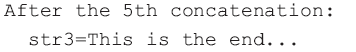 After the 5th concatenation:
str3=This is the end...